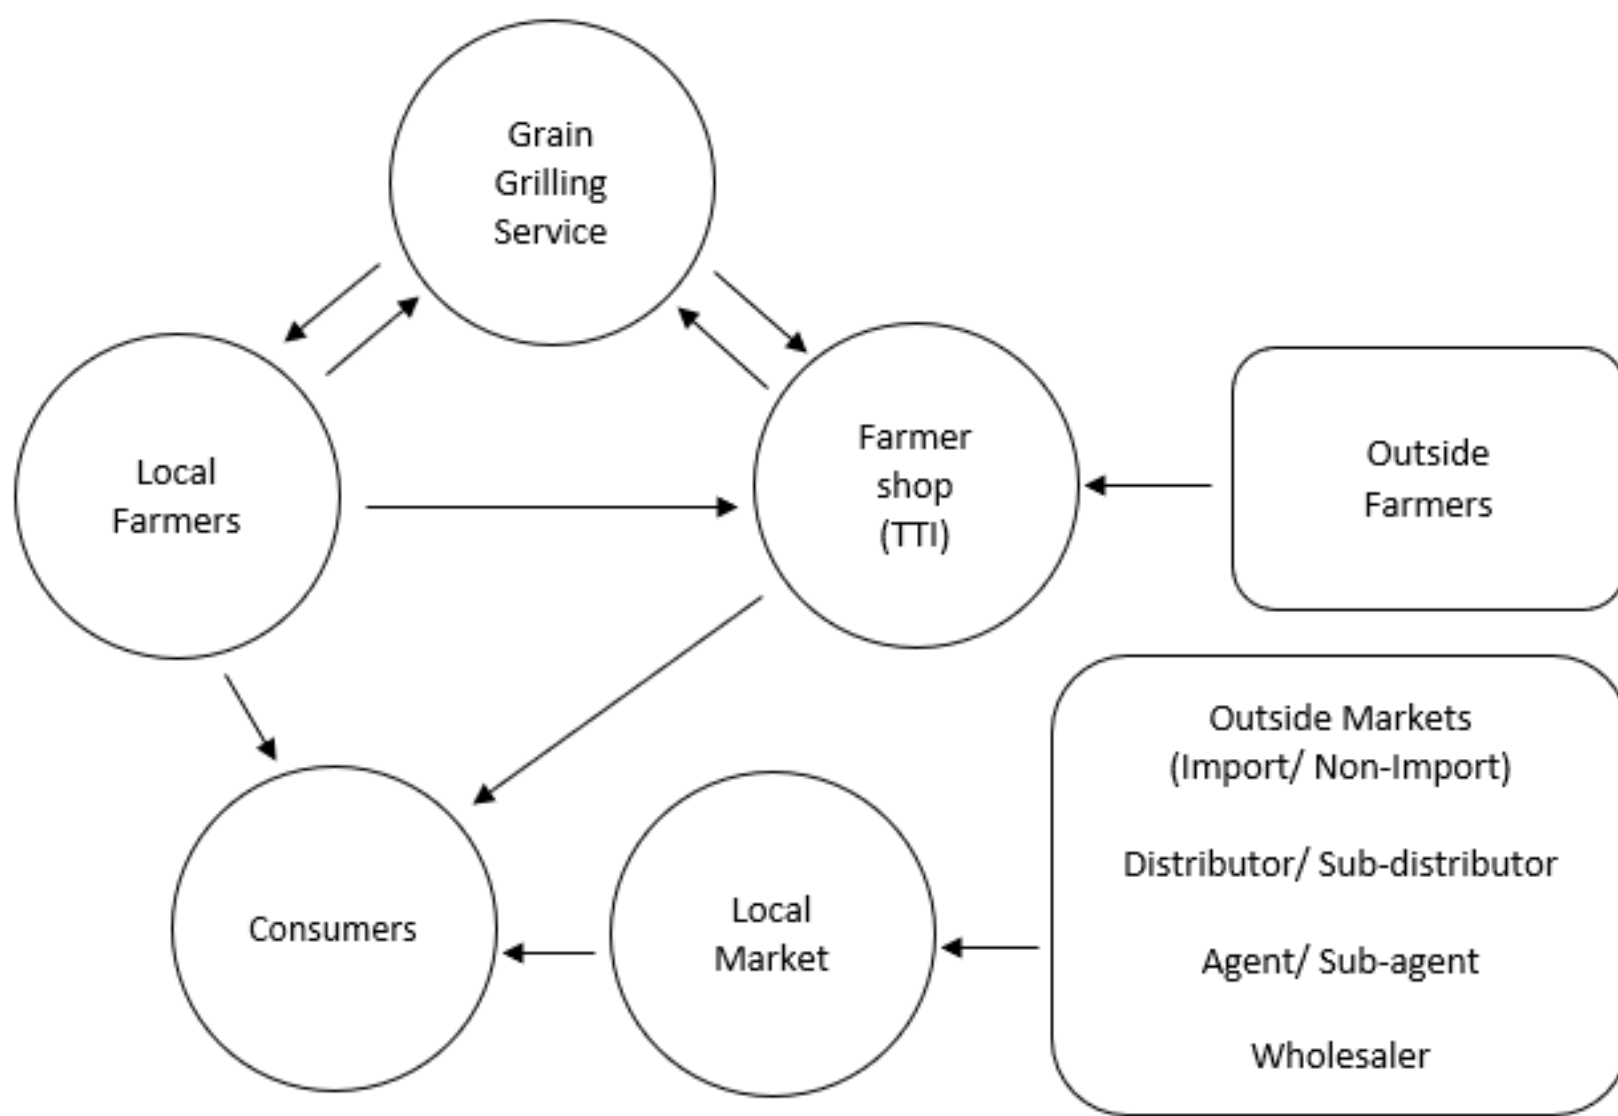 Grain
Grilling
Service
Local
Farmers
Farmer
shop
(TTI)
Outside
Farmers
Outside Markets
(Import/ Non-Import)
Distributor/ Sub-distributor
Agent/ Sub-agent
Wholesaler
Consumers
Local
Market